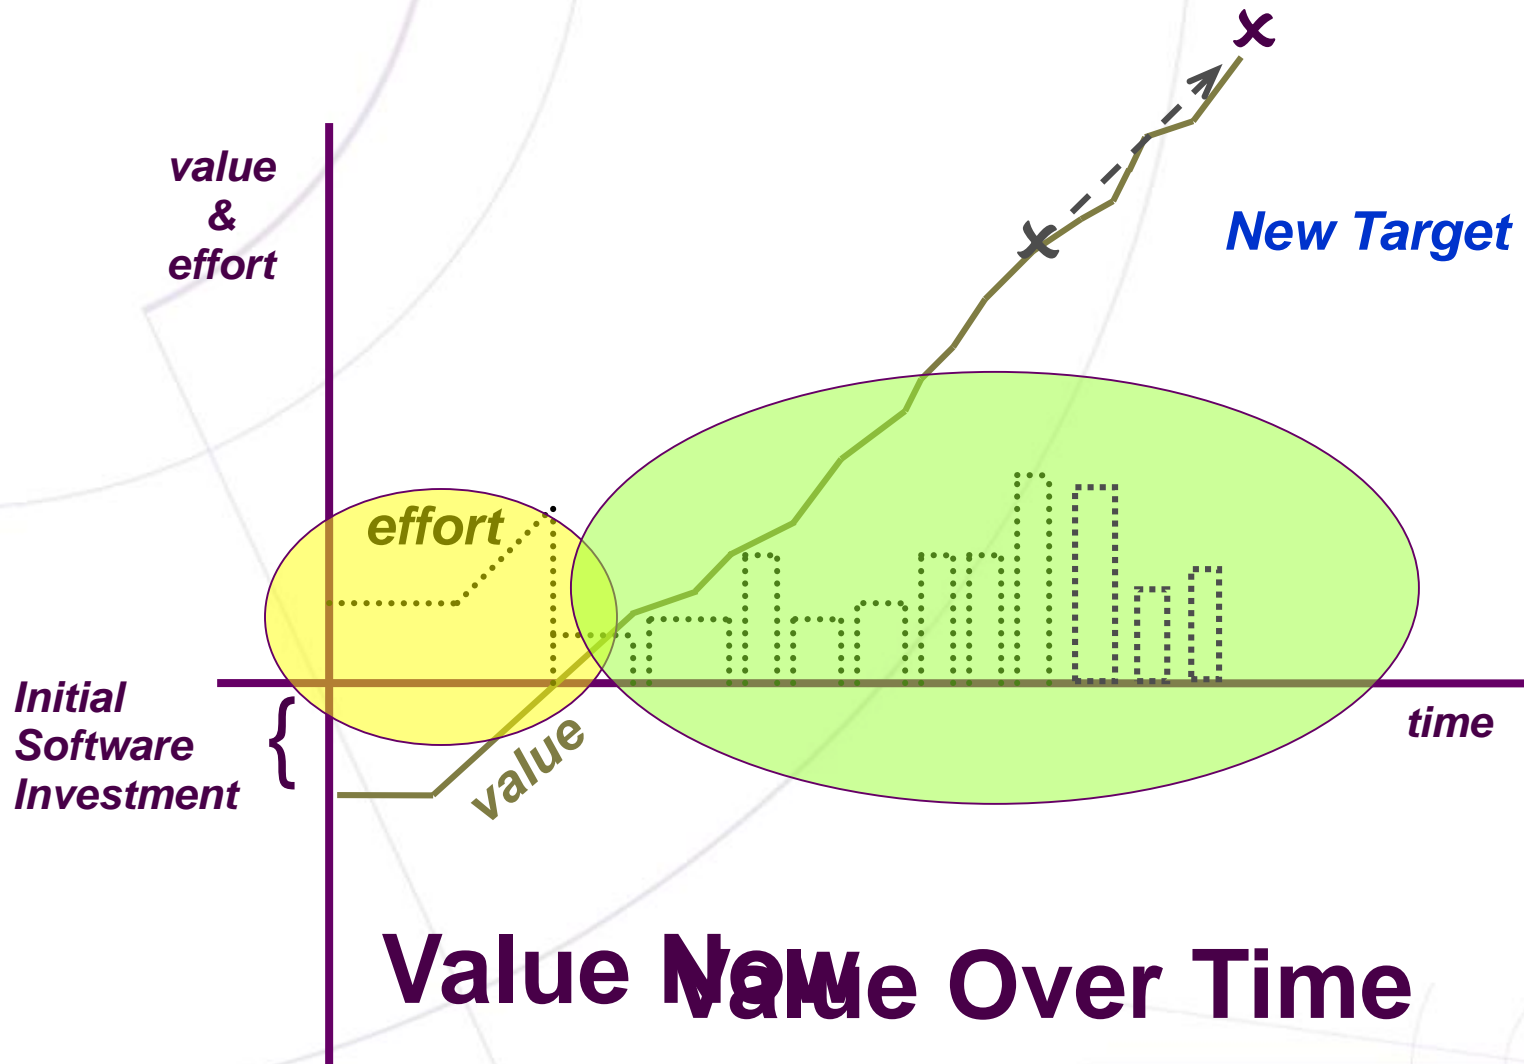 value
&
effort
New Target
effort
Initial
Software
Investment
{
value
time
Value Now
Value Over Time